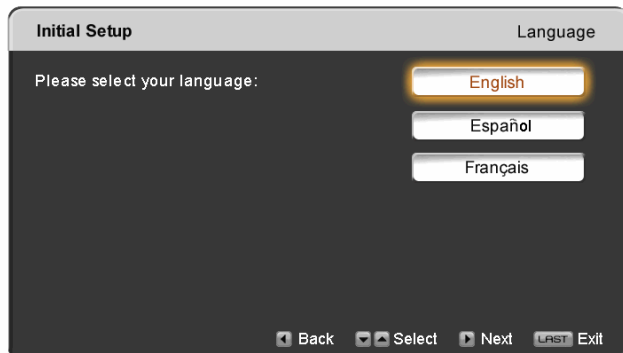 Initial Setup Language
Please select your language:
English
Español
Français
Back Select Next LAST Exit